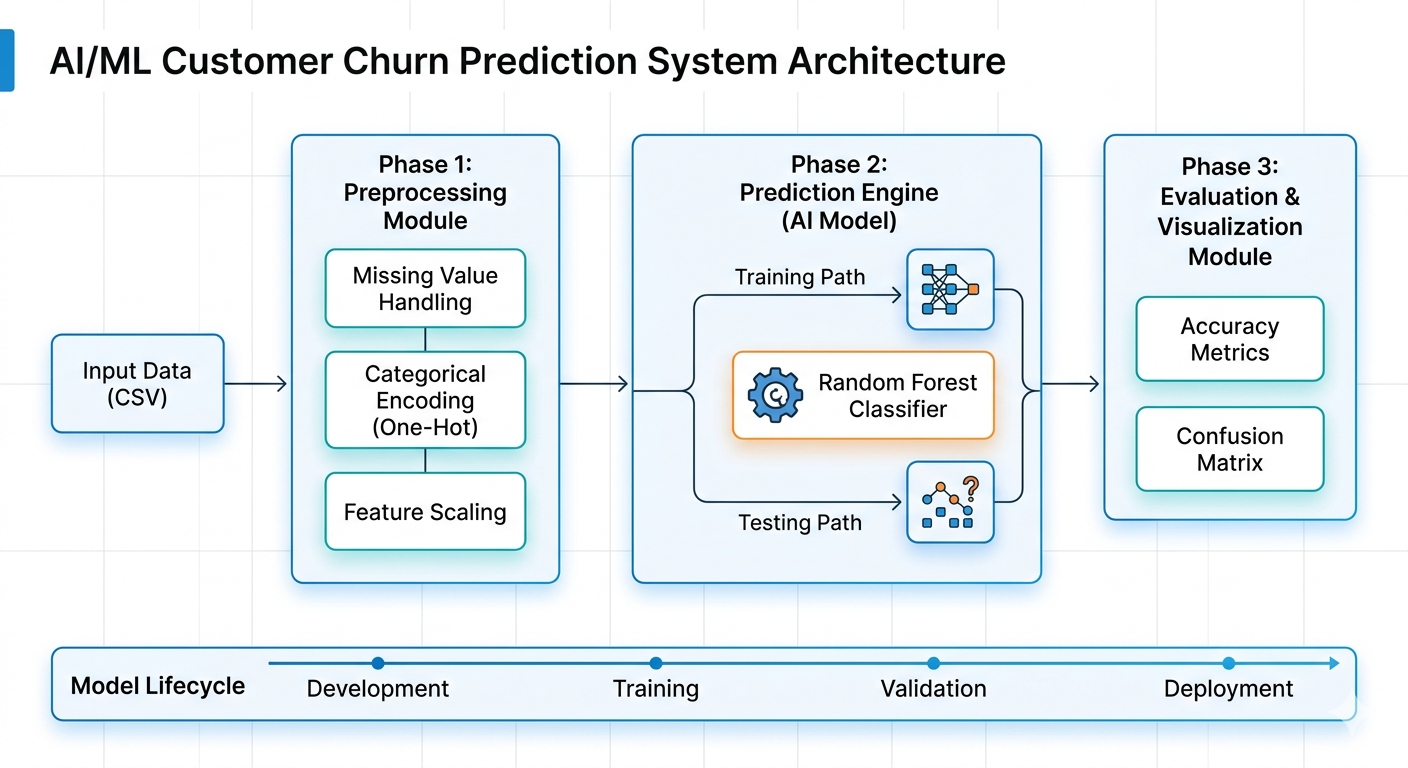 AI/ML Customer Churn Prediction System Architecture
Input Data
(CSV)
Phase 1:
Preprocessing
Module
Missing Value
Handling
Categorical
Encoding
(One-Hot)
Feature Scaling
Phase 2:
Prediction Engine
(AI Model)
Training Path
Random Forest
Classifier
?
Testing Path
Phase 3:
Evaluation &
Visualization
Module
Accuracy
Metrics
Confusion
Matrix
Model Lifecycle
Development
Training
Validation
Deployment